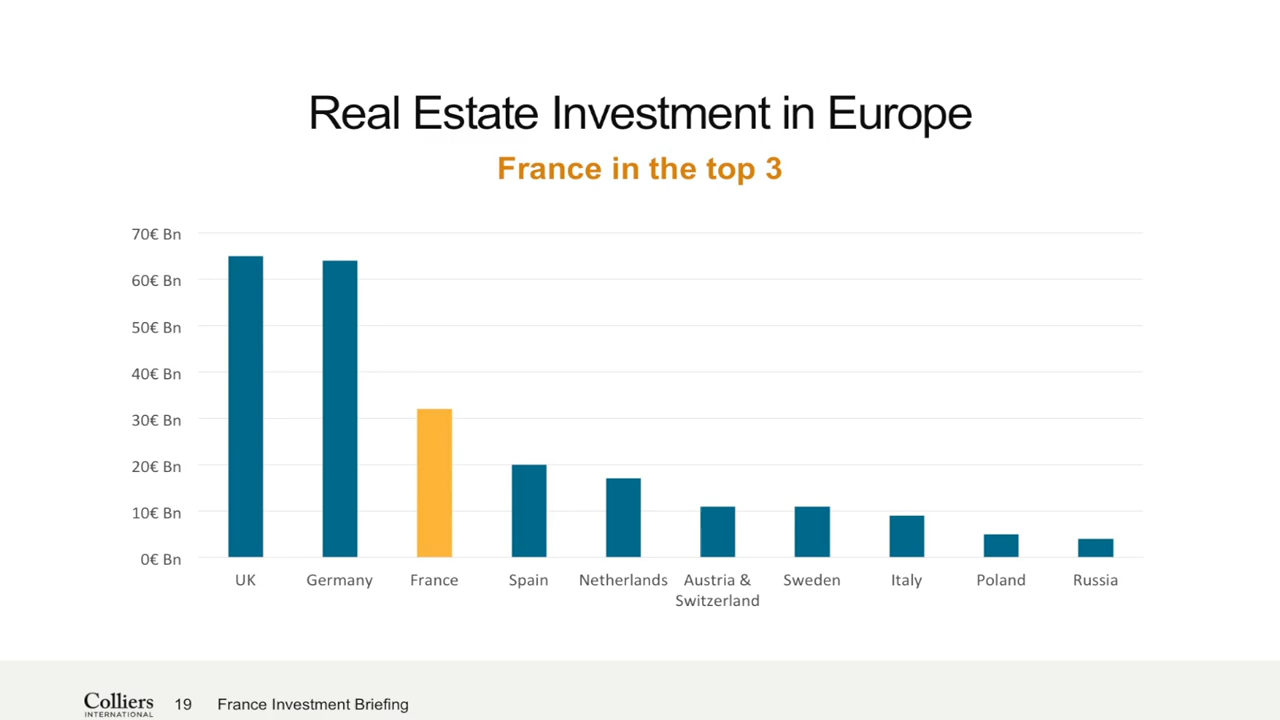 Real Estate Investment in Europe
France in the top 3
70€ Bn
60€ Bn
50€ Bn
40€ Bn
30€ Bn
20€ Bn
10€ Bn
0€ Bn
UK Germany France Spain Netherlands Austria & Sweden Italy Poland Russia
Switzerland
Colliers 19 France Investment Briefing
INTERNATIONAL